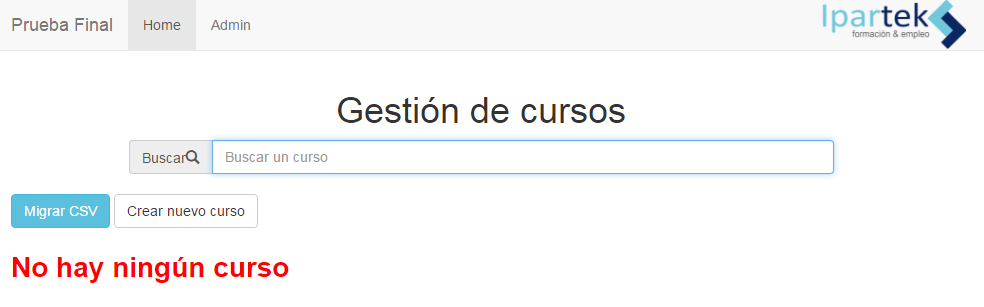 Prueba Final Home Admin Ipartek
formación & empleo
Gestión de cursos
Buscar Buscar un curso
Migrar CSV Crear nuevo curso
No hay ningún curso